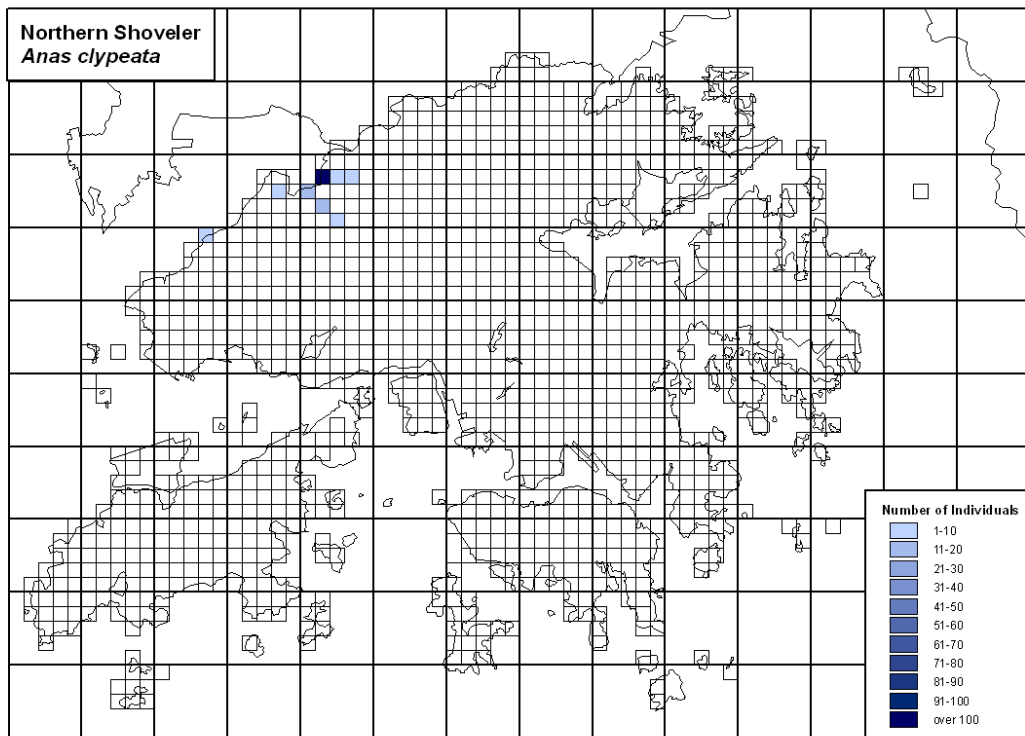 Northern Shoveler
Anas clypeata
Number of Individuals
1-10
11-20
21-30
31-40
41-50
51-60
61-70
71-80
81-90
91-100
over 100